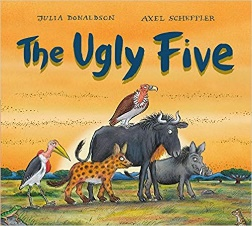 JULIA DONALDSON AXEL SCHEFFLER
The Ugly Five